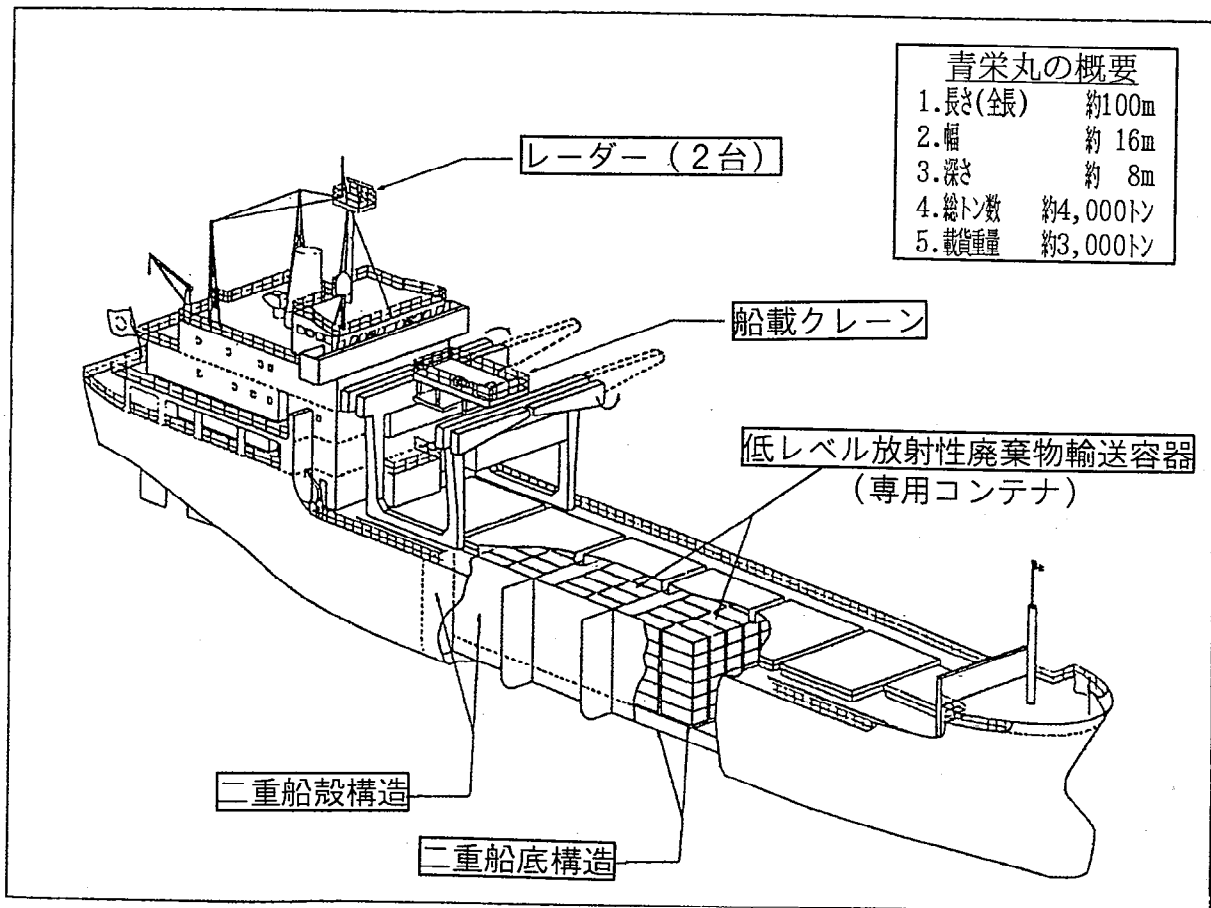 青栄丸の概要
1.長さ(全長) 約100m
2.幅 約 16m
3.深さ 約 8m
4.総トン数 約4,000トン
5.載貨重量 約3,000トン
レーダー(2台)
船載クレーン
低レベル放射性廃棄物輸送容器
(専用コンテナ)
二重船殻構造
二重船底構造